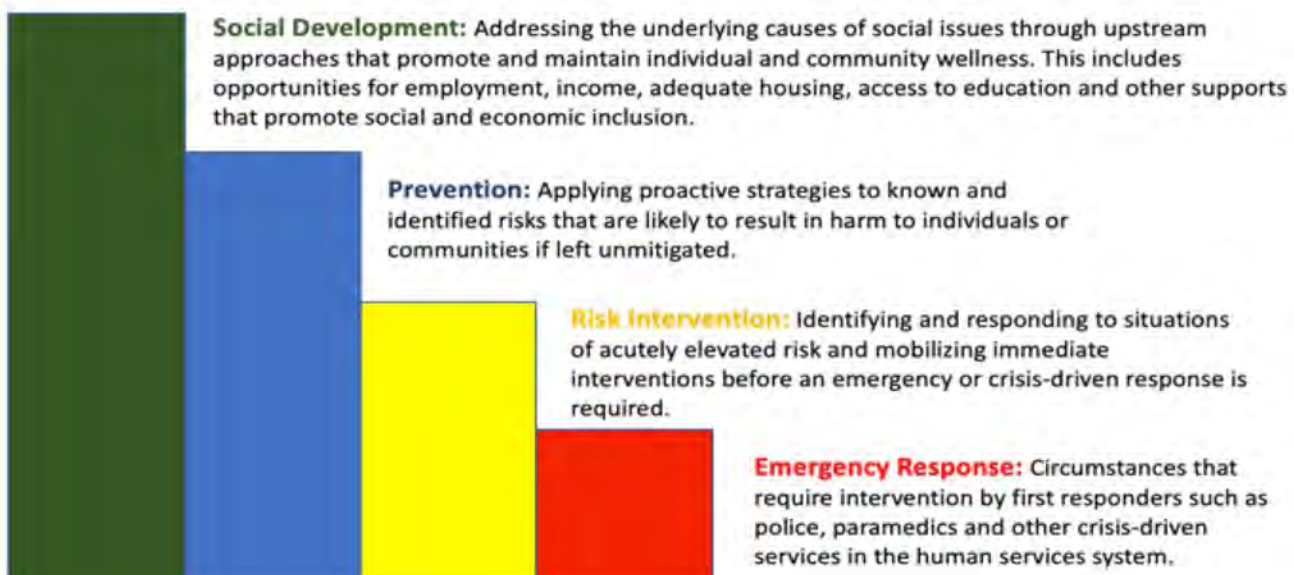 Social Development: Addressing the underlying causes of social issues through upstream
approaches that promote and maintain individual and community wellness. This includes
opportunities for employment, income, adequate housing, access to education and other supports
that promote social and economic inclusion.
Prevention: Applying proactive strategies to known and
identified risks that are likely to result in harm to individuals or
communities if left unmitigated.
Risk Intervention: Identifying and responding to situations
of acutely elevated risk and mobilizing immediate
interventions before an emergency or crisis-driven response is
required.
Emergency Response: Circumstances that
require intervention by first responders such as
police, paramedics and other crisis-driven
services in the human services system.